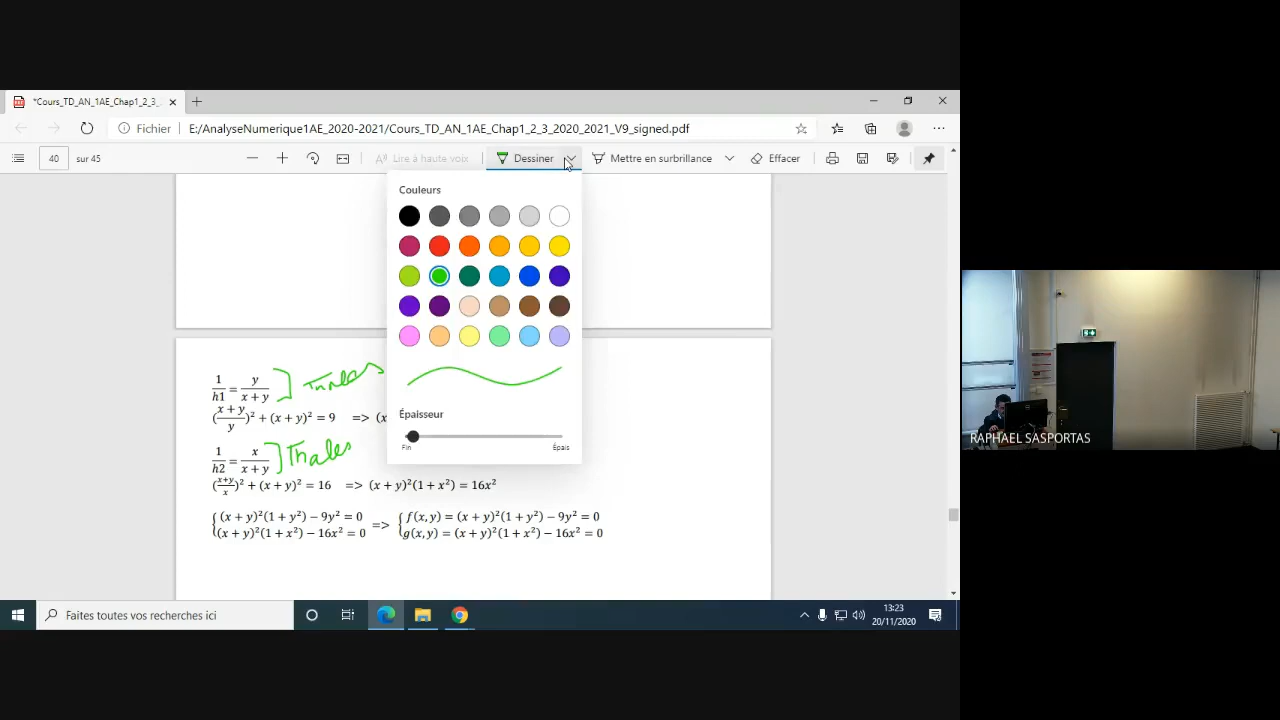 *Cours_TD_AN_1AE_Chap1_2_3_
Fichier E:/AnalyseNumerique1AE_2020-2021/Cours_TD_AN_1AE_Chap1_2_3_2020_2021_V9_signed.pdf
40 sur 45 Lire à haute voix Dessiner Mettre en surbrillance Effacer
Couleurs
Épaisseur
Fin Épais
1/h1 = y/(x+y) ] Thales
((x+y)/y)² + (x + y)² = 9 => (x
1/h2 = x/(x+y) ] Thales
((x+y)/x)² + (x + y)² = 16 => (x + y)²(1 + x²) = 16x²
{(x + y)²(1 + y²) − 9y² = 0 => {f(x, y) = (x + y)²(1 + y²) − 9y² = 0
(x + y)²(1 + x²) − 16x² = 0 g(x, y) = (x + y)²(1 + x²) − 16x² = 0
RAPHAEL SASPORTAS
Faites toutes vos recherches ici
13:23
20/11/2020